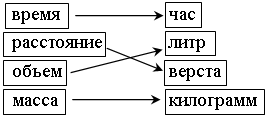 время час
расстояние литр
объем верста
масса килограмм